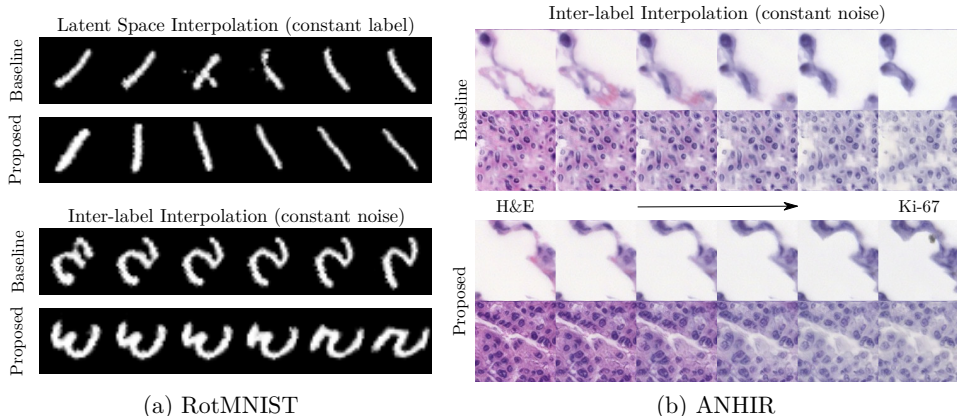 Latent Space Interpolation (constant label)
Baseline
Proposed
Inter-label Interpolation (constant noise)
Baseline
Proposed
(a) RotMNIST
Inter-label Interpolation (constant noise)
Baseline
H&E
Ki-67
Proposed
(b) ANHIR